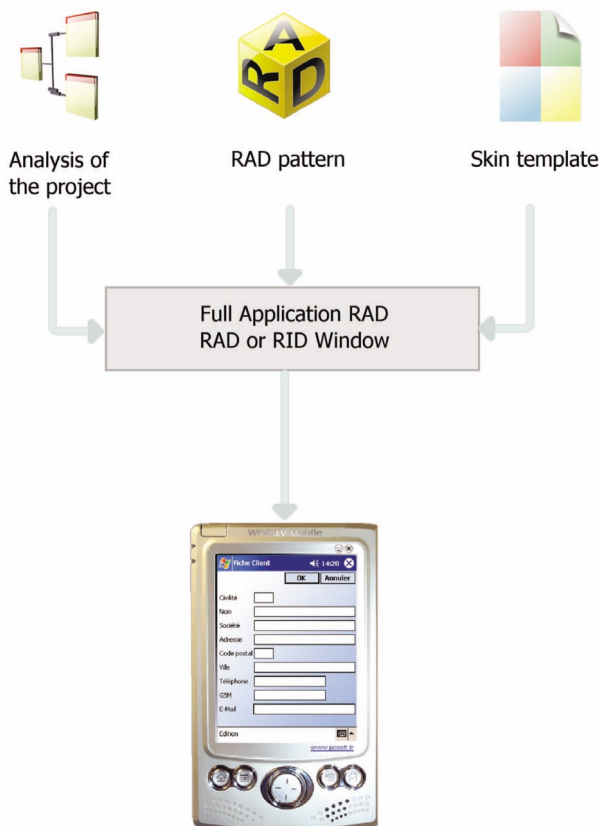 RAD
Analysis of
the project
RAD pattern
Skin template
Full Application RAD
RAD or RID Window
WINDEV Mobile
Fiche Client 14:20
OK Annuler
Civilité
Nom
Société
Adresse
Code postal
Ville
Téléphone
GSM
E-Mail
Edition
www.pcsoft.fr